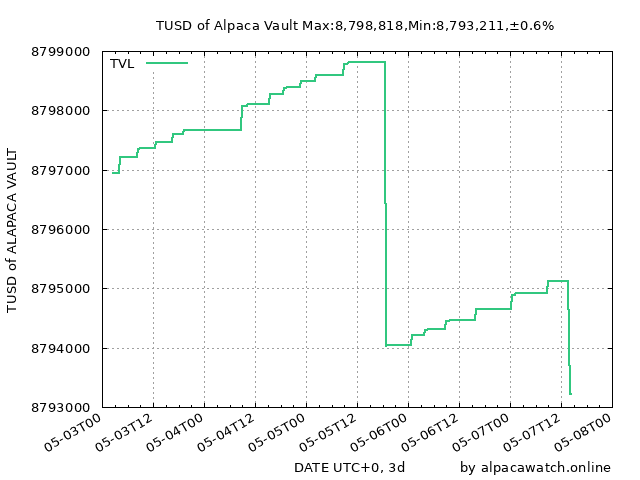 TUSD of Alpaca Vault Max:8,798,818,Min:8,793,211,±0.6%
TVL
8799000
8798000
8797000
8796000
8795000
8794000
8793000
TUSD of ALAPACA VAULT
05-03T00
05-03T12
05-04T00
05-04T12
05-05T00
05-05T12
05-06T00
05-06T12
05-07T00
05-07T12
05-08T00
DATE UTC+0, 3d
by alpacawatch.online